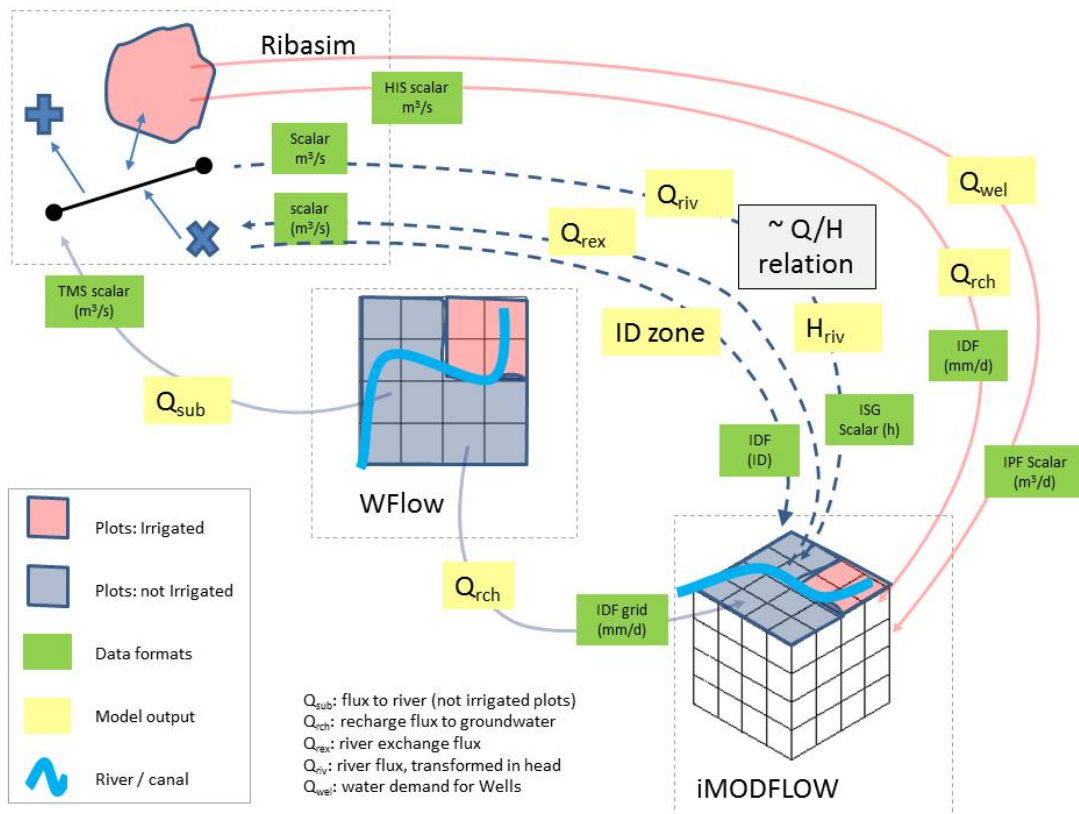 Ribasim
HIS scalar
m³/s
Scalar
m³/s
scalar
(m³/s)
TMS scalar
(m³/s)
Q_riv
Q_rex
Q_wel
~ Q/H
relation
Q_rch
ID zone
H_riv
IDF
(mm/d)
Q_sub
IDF
(ID)
ISG
Scalar (h)
IPF Scalar
(m³/d)
WFlow
Plots: Irrigated
Plots: not Irrigated
Data formats
Model output
River / canal
Q_rch
IDF grid
(mm/d)
Q_sub: flux to river (not irrigated plots)
Q_rch: recharge flux to groundwater
Q_rex: river exchange flux
Q_riv: river flux, transformed in head
Q_wel: water demand for Wells
iMODFLOW